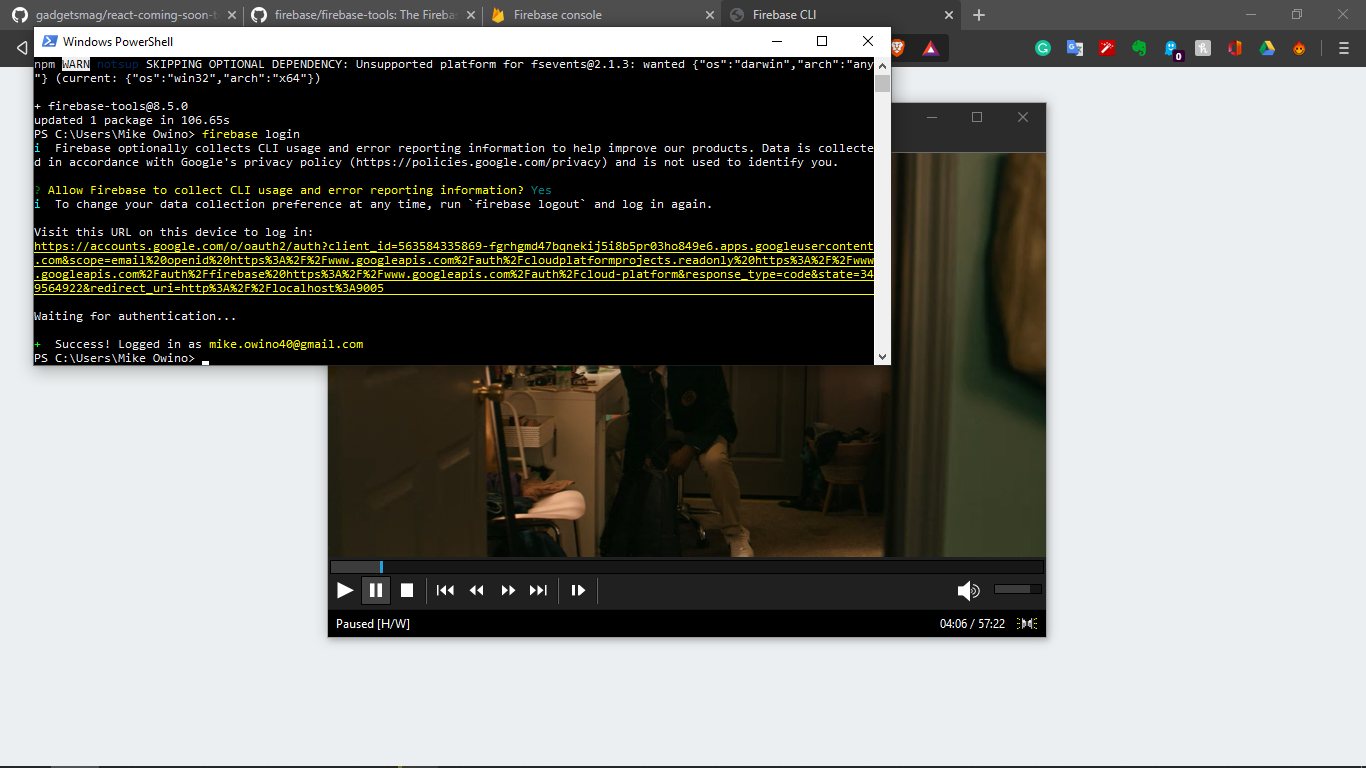 gadgetsmag/react-coming-soon-t
firebase/firebase-tools: The Fireba
Firebase console
Firebase CLI
Windows PowerShell
npm WARN notsup SKIPPING OPTIONAL DEPENDENCY: Unsupported platform for fsevents@2.1.3: wanted {"os":"darwin","arch":"any
"} (current: {"os":"win32","arch":"x64"})
+ firebase-tools@8.5.0
updated 1 package in 106.65s
PS C:\Users\Mike Owino> firebase login
i  Firebase optionally collects CLI usage and error reporting information to help improve our products. Data is collecte
d in accordance with Google's privacy policy (https://policies.google.com/privacy) and is not used to identify you.
? Allow Firebase to collect CLI usage and error reporting information? Yes
i  To change your data collection preference at any time, run `firebase logout` and log in again.
Visit this URL on this device to log in:
https://accounts.google.com/o/oauth2/auth?client_id=563584335869-fgrhgmd47bqnekij5i8b5pr03ho849e6.apps.googleusercontent
.com&scope=email%20openid%20https%3A%2F%2Fwww.googleapis.com%2Fauth%2Fcloudplatformprojects.readonly%20https%3A%2F%2Fwww
.googleapis.com%2Fauth%2Ffirebase%20https%3A%2F%2Fwww.googleapis.com%2Fauth%2Fcloud-platform&response_type=code&state=34
9564922&redirect_uri=http%3A%2F%2Flocalhost%3A9005
Waiting for authentication...
+  Success! Logged in as mike.owino40@gmail.com
PS C:\Users\Mike Owino>
0
Paused [H/W]
04:06 / 57:22